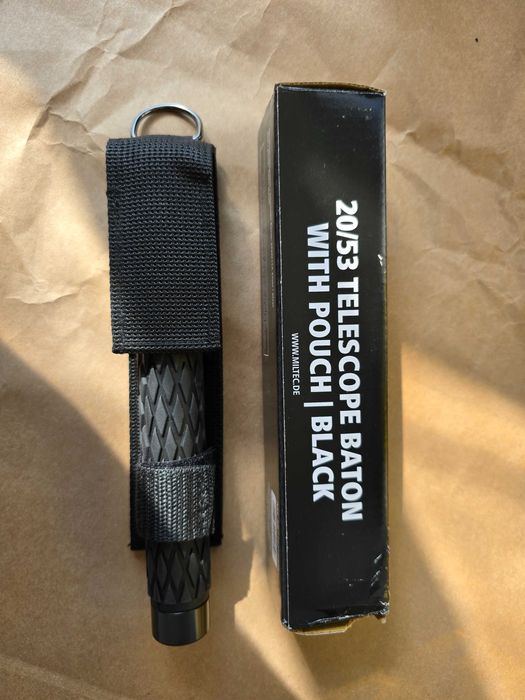 20/53 TELESCOPE BATON
WITH POUCH | BLACK
WWW.MILTEC.DE